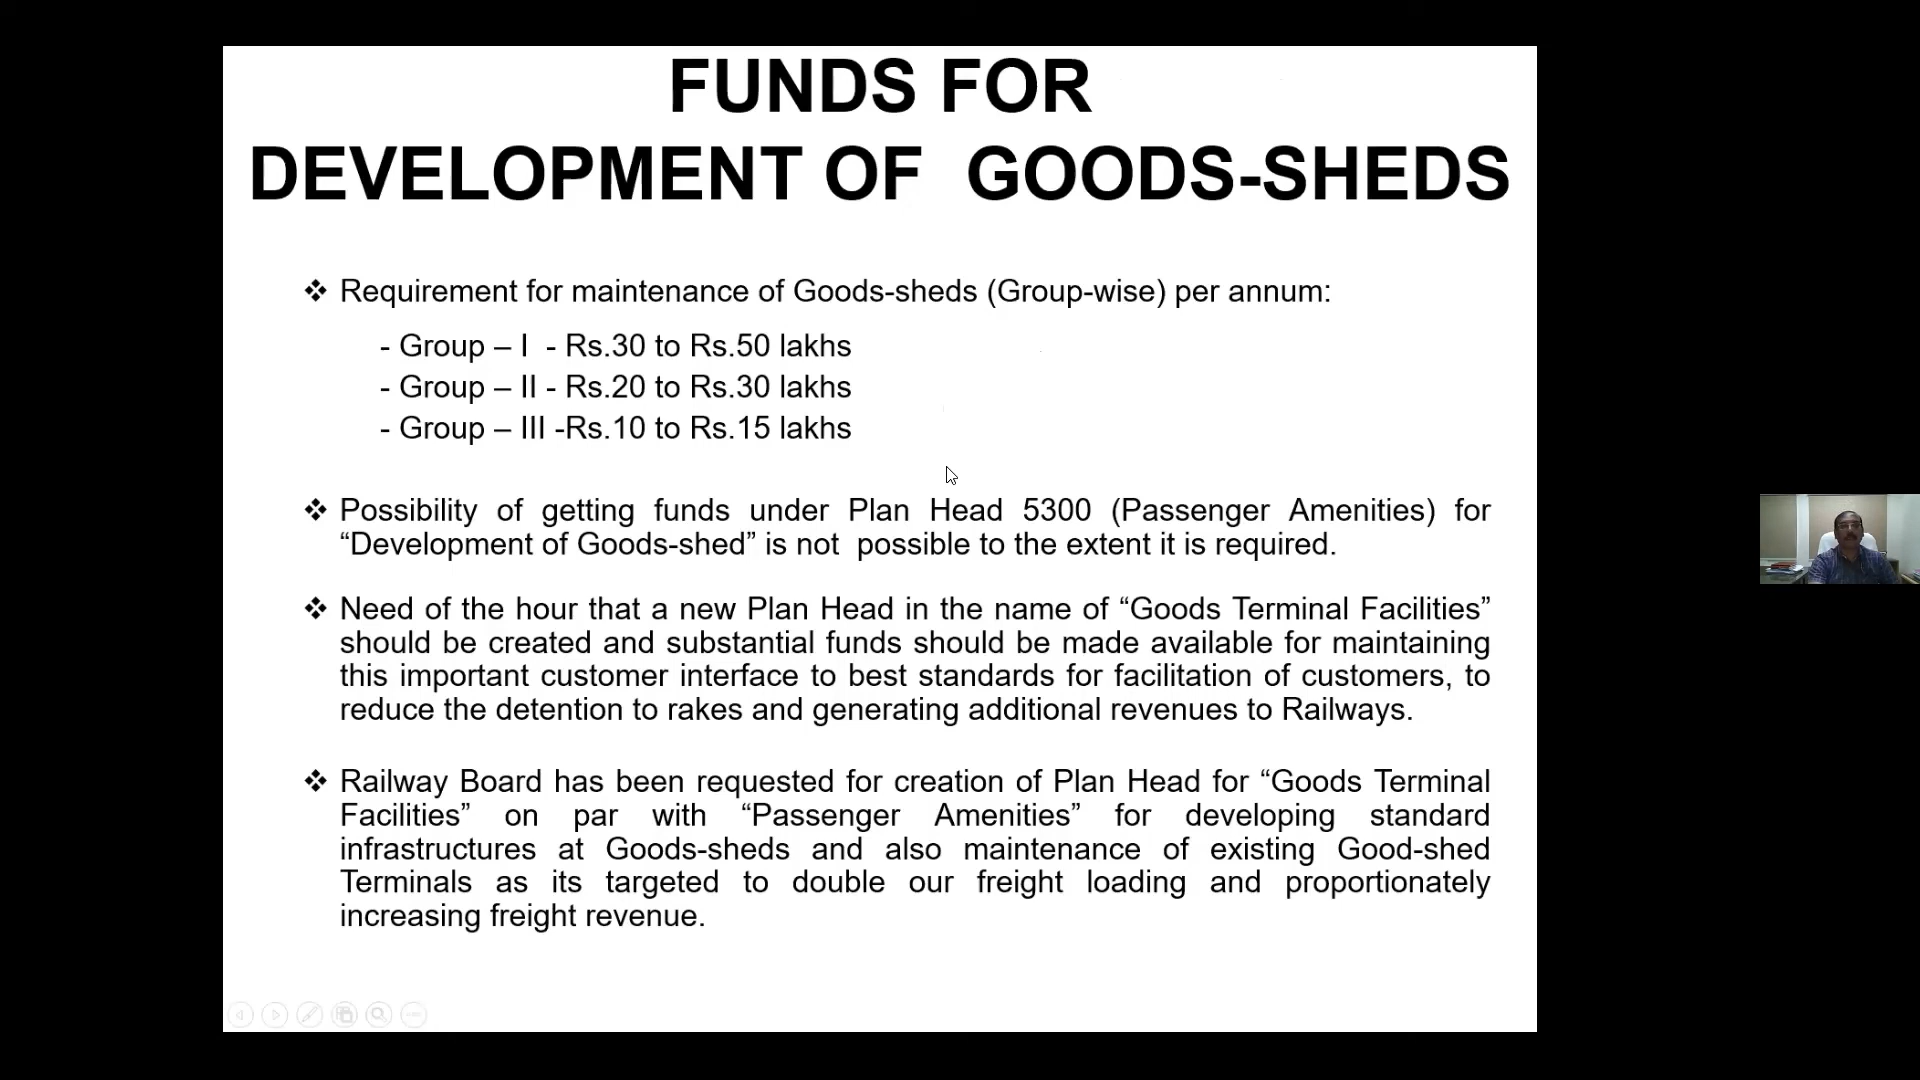 FUNDS FOR
DEVELOPMENT OF GOODS-SHEDS
❖ Requirement for maintenance of Goods-sheds (Group-wise) per annum:
- Group – I - Rs.30 to Rs.50 lakhs
- Group – II - Rs.20 to Rs.30 lakhs
- Group – III -Rs.10 to Rs.15 lakhs
❖ Possibility of getting funds under Plan Head 5300 (Passenger Amenities) for
“Development of Goods-shed” is not possible to the extent it is required.
❖ Need of the hour that a new Plan Head in the name of “Goods Terminal Facilities”
should be created and substantial funds should be made available for maintaining
this important customer interface to best standards for facilitation of customers, to
reduce the detention to rakes and generating additional revenues to Railways.
❖ Railway Board has been requested for creation of Plan Head for “Goods Terminal
Facilities” on par with “Passenger Amenities” for developing standard
infrastructures at Goods-sheds and also maintenance of existing Good-shed
Terminals as its targeted to double our freight loading and proportionately
increasing freight revenue.